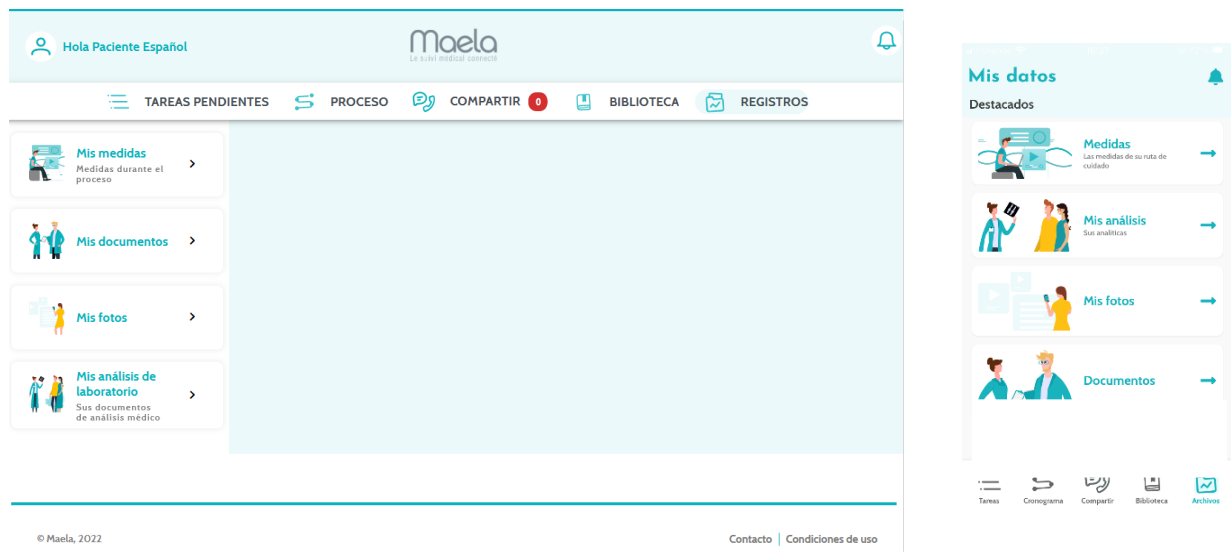 Hola Paciente Español
Maela
Le suivi médical connecté
TAREAS PENDIENTES PROCESO COMPARTIR 0 BIBLIOTECA REGISTROS
Mis medidas
Medidas durante el
proceso
Mis documentos
Mis fotos
Mis análisis de
laboratorio
Sus documentos
de análisis médico
© Maela, 2022
Contacto | Condiciones de uso
Mis datos
Destacados
Medidas
Las medidas de su ruta de
cuidado
Mis análisis
Sus analíticas
Mis fotos
Documentos
Tareas Cronograma Compartir Biblioteca Archivos